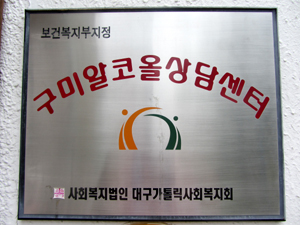 보건복지부지정
구미알코올상담센터
사회복지법인 대구가톨릭사회복지회